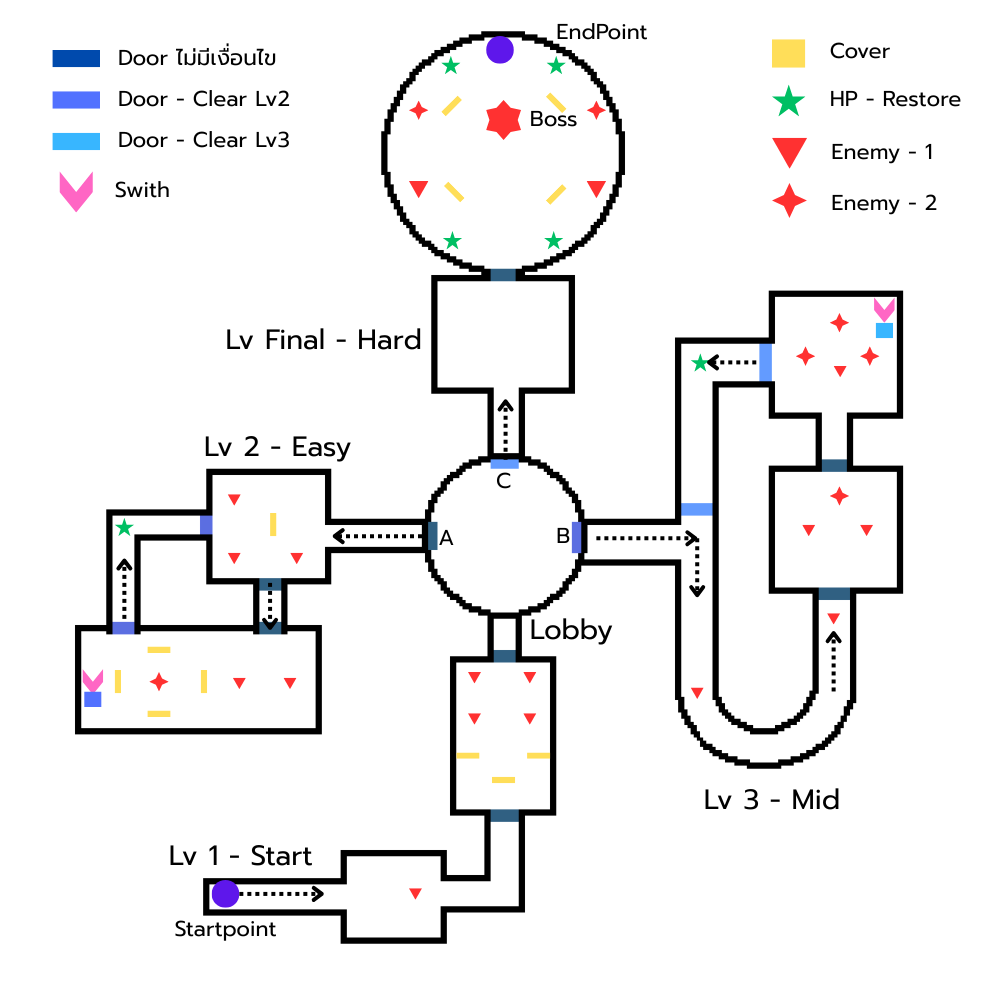 EndPoint
Door ไม่มีเงื่อนไข
Door - Clear Lv2
Door - Clear Lv3
Swith
Cover
HP - Restore
Enemy - 1
Enemy - 2
Boss
Lv Final - Hard
Lv 2 - Easy
C
A
B
Lobby
Lv 3 - Mid
Lv 1 - Start
Startpoint